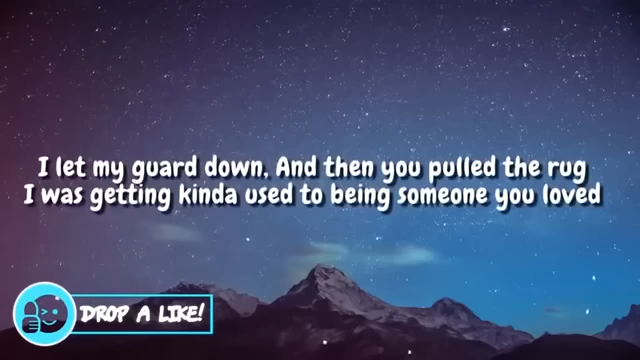 I let my guard down, And then you pulled the rug
I was getting kinda used to being someone you loved
DROP A LIKE!